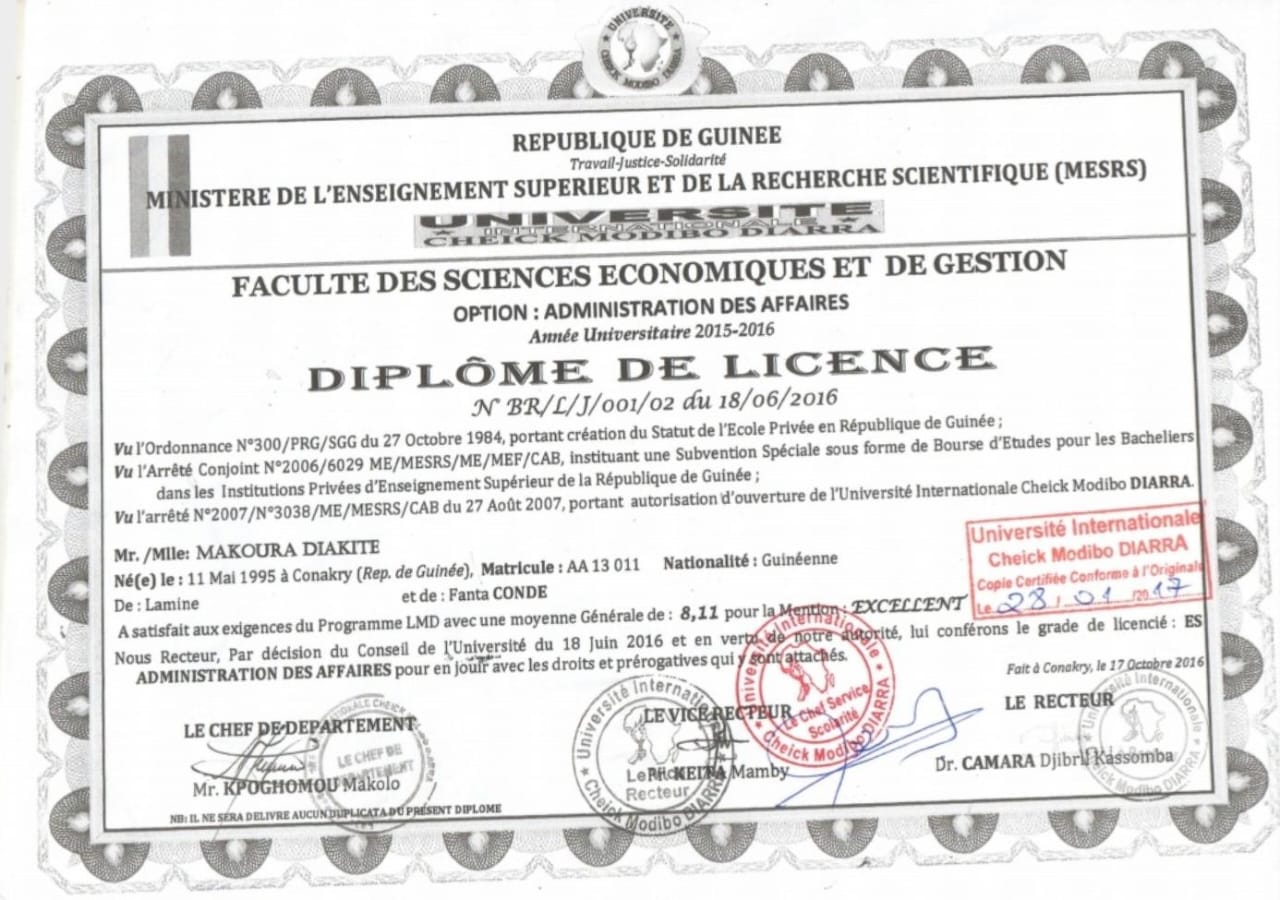 UNIVERSITE
CHEICK MODIBO DIARRA
REPUBLIQUE DE GUINEE
Travail-Justice-Solidarité
MINISTERE DE L'ENSEIGNEMENT SUPERIEUR ET DE LA RECHERCHE SCIENTIFIQUE (MESRS)
UNIVERSITE
INTERNATIONALE
CHEICK MODIBO DIARRA
FACULTE DES SCIENCES ECONOMIQUES ET DE GESTION
OPTION : ADMINISTRATION DES AFFAIRES
Année Universitaire 2015-2016
DIPLÔME DE LICENCE
N° BR/L/J/001/02 du 18/06/2016
Vu l'Ordonnance N°300/PRG/SGG du 27 Octobre 1984, portant création du Statut de l'Ecole Privée en République de Guinée ;
Vu l'Arrêté Conjoint N°2006/6029 ME/MESRS/ME/MEF/CAB, instituant une Subvention Spéciale sous forme de Bourse d'Etudes pour les Bacheliers
dans les Institutions Privées d'Enseignement Supérieur de la République de Guinée ;
Vu l'arrêté N°2007/N°3038/ME/MESRS/CAB du 27 Août 2007, portant autorisation d'ouverture de l'Université Internationale Cheick Modibo DIARRA.
Université Internationale
Cheick Modibo DIARRA
Copie Certifiée Conforme à l'Original
Le 28 / 01 /2017
Mr. /Mlle: MAKOURA DIAKITE
Né(e) le : 11 Mai 1995 à Conakry (Rep. de Guinée), Matricule : AA 13 011 Nationalité : Guinéenne
De : Lamine et de : Fanta CONDE
A satisfait aux exigences du Programme LMD avec une moyenne Générale de : 8,11 pour la Mention : EXCELLENT
Nous Recteur, Par décision du Conseil de l'Université du 18 Juin 2016 et en vertu de notre autorité, lui conférons le grade de licencié : ES
ADMINISTRATION DES AFFAIRES pour en jouir avec les droits et prérogatives qui y sont attachés.
Fait à Conakry, le 17 Octobre 2016
LE CHEF DE DEPARTEMENT
LE VICE RECTEUR
LE RECTEUR
LE CHEF DE
DEPARTEMENT
Université Internationale
Cheick Modibo DIARRA
Recteur
Université Internationale
Le Chef Service
Scolarité
Cheick Modibo DIARRA
Université Internationale
Cheick Modibo DIARRA
Mr. KPOGHOMOU Makolo
Pr. KEITA Mamby
Dr. CAMARA Djibril Kassomba
NB: IL NE SERA DELIVRE AUCUN DUPLICATA DU PRESENT DIPLOME